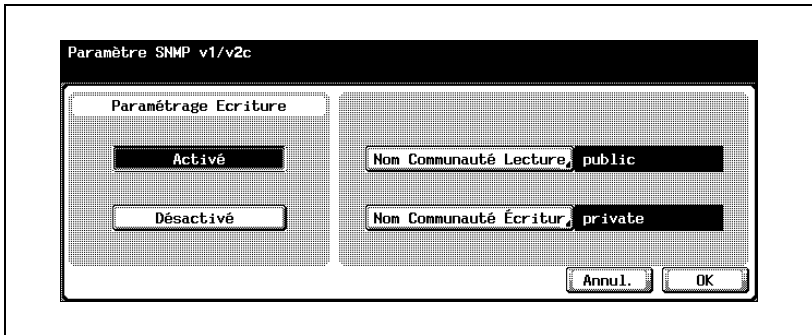 Paramètre SNMP v1/v2c
Paramétrage Ecriture
Activé
Nom Communauté Lecture
public
Désactivé
Nom Communauté Écritur
private
Annul.
OK